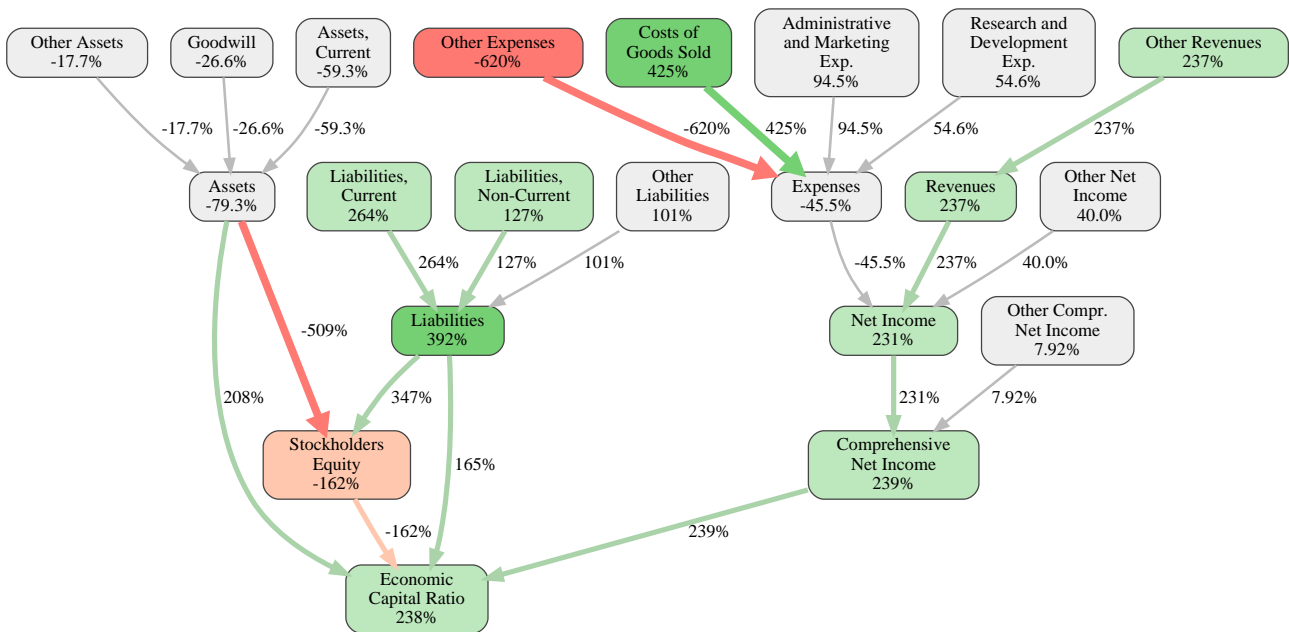 Other Assets
-17.7%
Goodwill
-26.6%
Assets,
Current
-59.3%
Other Expenses
-620%
Costs of
Goods Sold
425%
Administrative
and Marketing
Exp.
94.5%
Research and
Development
Exp.
54.6%
Other Revenues
237%
-17.7%
-26.6%
-59.3%
-620%
425%
94.5%
54.6%
237%
Assets
-79.3%
Liabilities,
Current
264%
Liabilities,
Non-Current
127%
Other
Liabilities
101%
Expenses
-45.5%
Revenues
237%
Other Net
Income
40.0%
264%
127%
101%
-45.5%
237%
40.0%
-509%
Liabilities
392%
Net Income
231%
Other Compr.
Net Income
7.92%
208%
347%
231%
7.92%
Stockholders
Equity
-162%
165%
Comprehensive
Net Income
239%
-162%
239%
Economic
Capital Ratio
238%